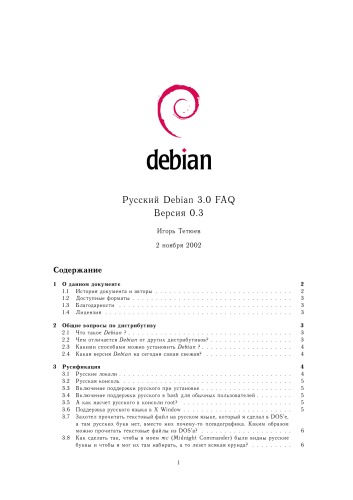 debian
Русский Debian 3.0 FAQ
Версия 0.3
Игорь Тетюев
2 ноября 2002
Содержание
1 О данном документе 2
1.1 История документа и авторы . . . . . . . . . . 2
1.2 Доступные форматы . . . . . . . . . . 3
1.3 Благодарности . . . . . . . . . . 3
1.4 Лицензия . . . . . . . . . . 3
2 Общие вопросы по дистрибутиву 3
2.1 Что такое Debian ? . . . . . . . . . . 3
2.2 Чем отличается Debian от других дистрибутивов? . . . . . . . . . . 3
2.3 Какими способами можно установить Debian ? . . . . . . . . . . 4
2.4 Какая версия Debian на сегодня самая свежая? . . . . . . . . . . 4
3 Русификация 4
3.1 Русские локали . . . . . . . . . . 4
3.2 Русская консоль . . . . . . . . . . 5
3.3 Включение поддержки русского при установке . . . . . . . . . . 5
3.4 Включение поддержки русского в bash для обычных пользователей . . . . . . . . . . 5
3.5 А как насчет русского в консоли root? . . . . . . . . . . 5
3.6 Поддержка русского языка в X Window . . . . . . . . . . 5
3.7 Захотел прочитать текстовый файл на русском языке, который я сделал в DOS'е,
а там русских букв нет, вместо них почему-то псевдографика. Каким образом
можно прочитать текстовые файлы из DOS'а? . . . . . . . . . . 6
3.8 Как сделать так, чтобы в моем mc (Midnight Commander) были видны русские
буквы и чтобы я мог их там набирать, а то лезет всякая ерунда? . . . . . . . . . . 6
1